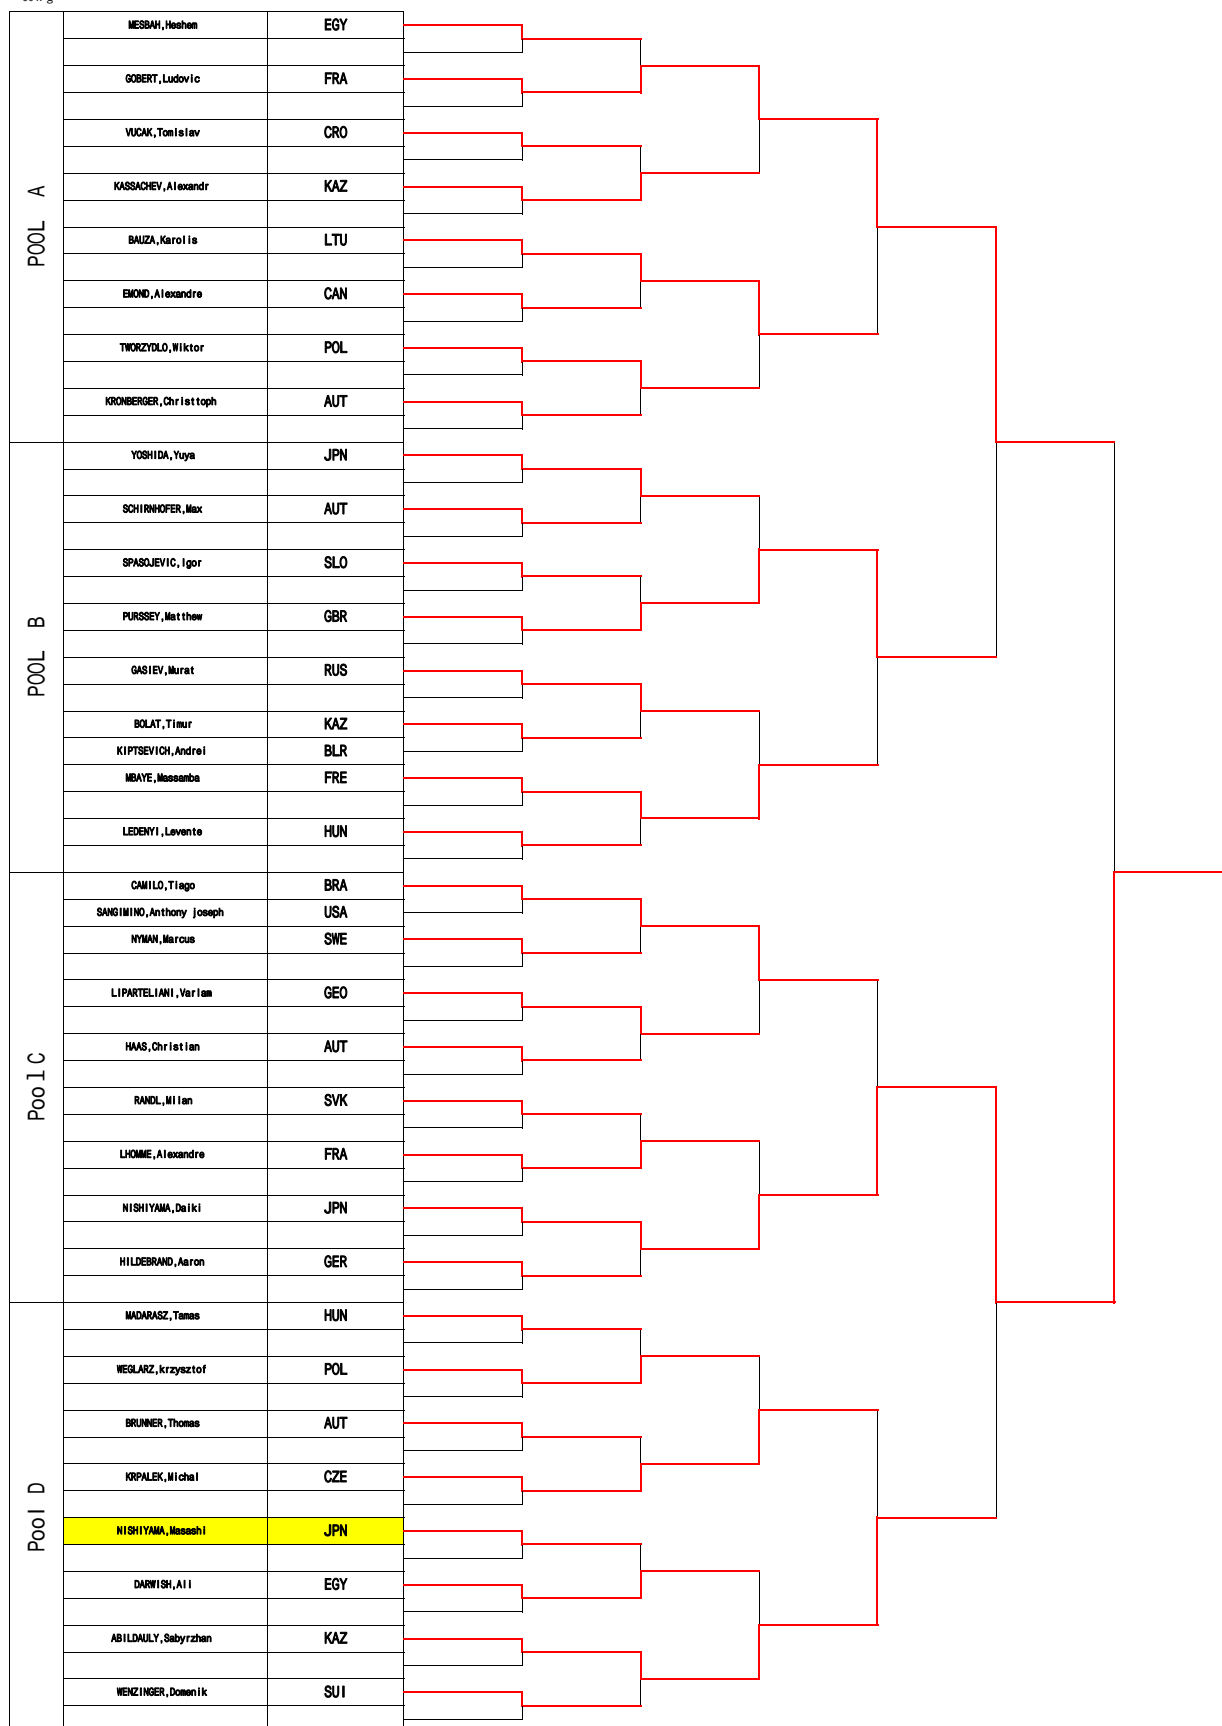 POOL A
MESBAH,Heshem EGY
GOBERT,Ludovic FRA
VUCAK,Tomislav CRO
KASSACHEV,Alexandr KAZ
BAUZA,Karolis LTU
EMOND,Alexandre CAN
TWORZYDLO,Wiktor POL
KRONBERGER,Christtoph AUT
POOL B
YOSHIDA,Yuya JPN
SCHIRNHOFER,Max AUT
SPASOJEVIC,Igor SLO
PURSSEY,Matthew GBR
GASIEV,Murat RUS
BOLAT,Timur KAZ
KIPTSEVICH,Andrei BLR
MBAYE,Massamba FRE
LEDENYI,Levente HUN
Pool C
CAMILO,Tiago BRA
SANGIMINO,Anthony joseph USA
NYMAN,Marcus SWE
LIPARTELIANI,Variam GEO
HAAS,Christian AUT
RANDL,Milan SVK
LHOMME,Alexandre FRA
NISHIYAMA,Daiki JPN
HILDEBRAND,Aaron GER
Pool D
MADARASZ,Tamas HUN
WEGLARZ,krzysztof POL
BRUNNER,Thomas AUT
KRPALEK,Michal CZE
NISHIYAMA,Masashi JPN
DARWISH,Ali EGY
ABILDAULY,Sabyrzhan KAZ
WENZINGER,Domenik SUI